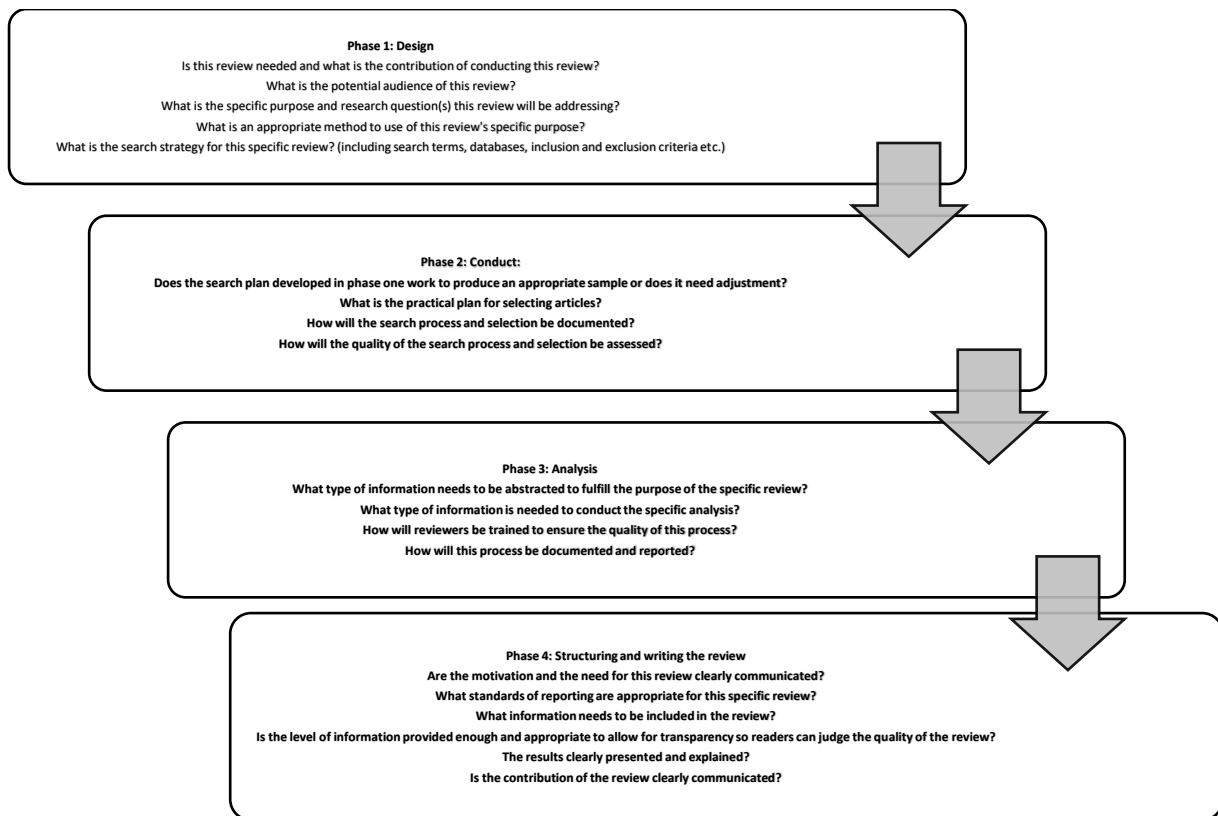 Phase 1: Design
Is this review needed and what is the contribution of conducting this review?
What is the potential audience of this review?
What is the specific purpose and research question(s) this review will be addressing?
What is an appropriate method to use of this review's specific purpose?
What is the search strategy for this specific review? (including search terms, databases, inclusion and exclusion criteria etc.)
Phase 2: Conduct:
Does the search plan developed in phase one work to produce an appropriate sample or does it need adjustment?
What is the practical plan for selecting articles?
How will the search process and selection be documented?
How will the quality of the search process and selection be assessed?
Phase 3: Analysis
What type of information needs to be abstracted to fulfill the purpose of the specific review?
What type of information is needed to conduct the specific analysis?
How will reviewers be trained to ensure the quality of this process?
How will this process be documented and reported?
Phase 4: Structuring and writing the review
Are the motivation and the need for this review clearly communicated?
What standards of reporting are appropriate for this specific review?
What information needs to be included in the review?
Is the level of information provided enough and appropriate to allow for transparency so readers can judge the quality of the review?
The results clearly presented and explained?
Is the contribution of the review clearly communicated?